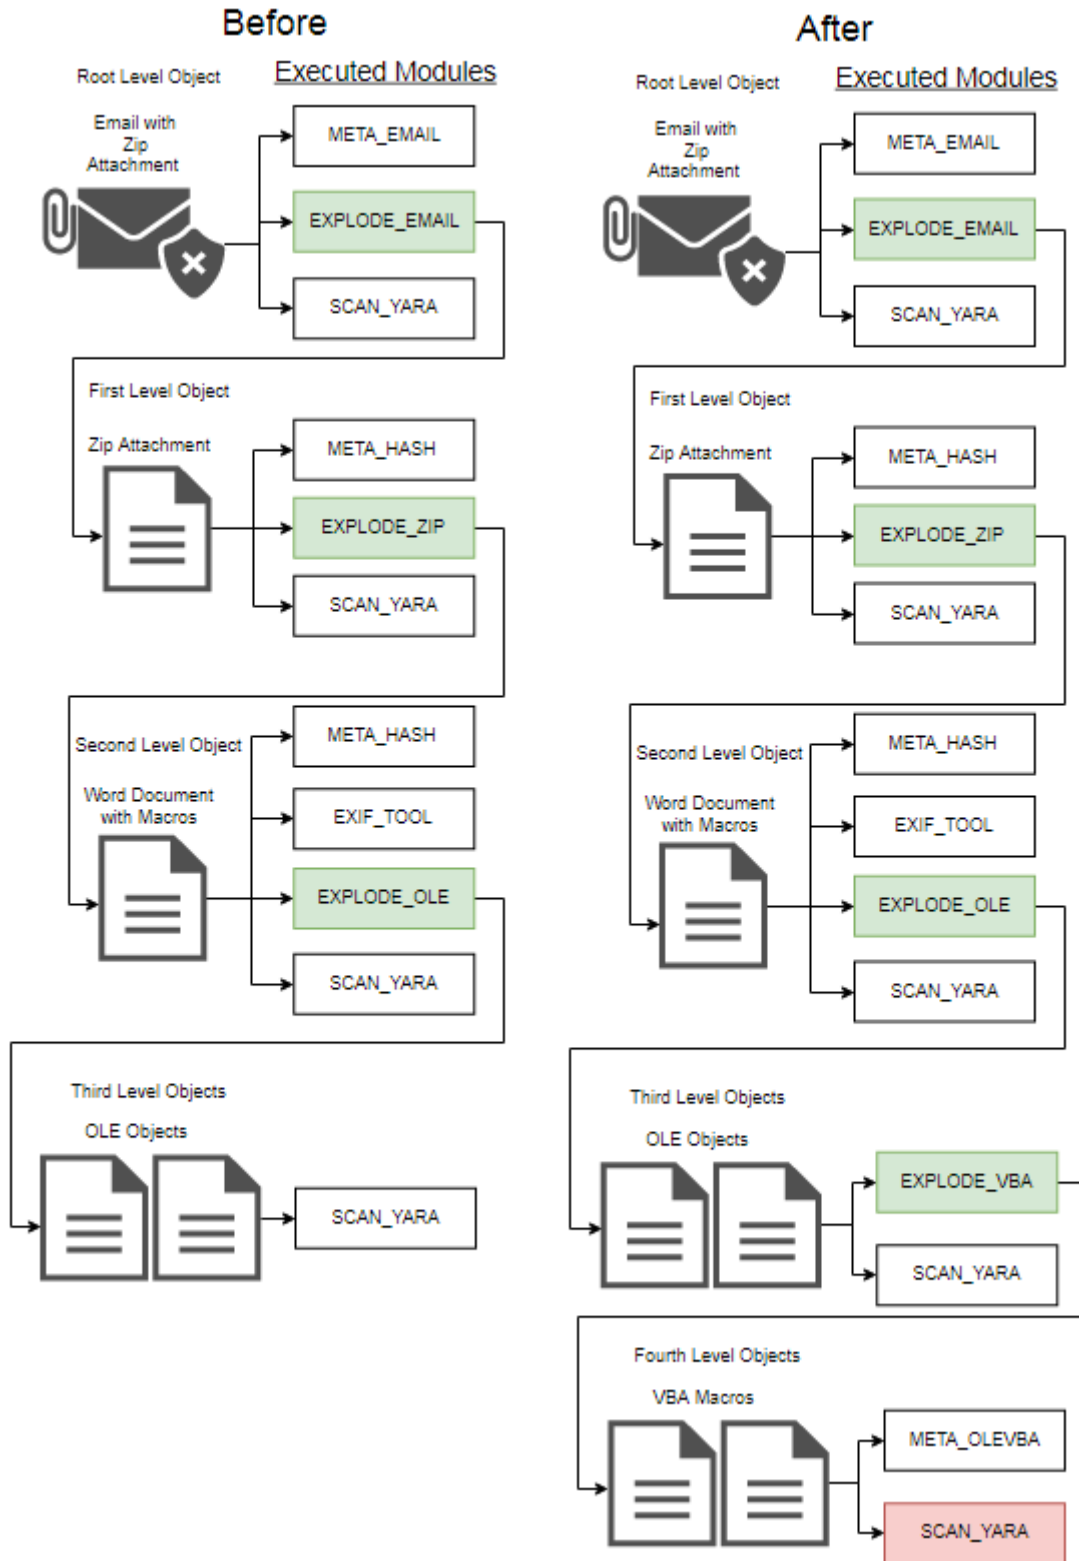 Before
Root Level Object
Executed Modules
Email with
Zip
Attachment
META_EMAIL
EXPLODE_EMAIL
SCAN_YARA
First Level Object
Zip Attachment
META_HASH
EXPLODE_ZIP
SCAN_YARA
Second Level Object
Word Document
with Macros
META_HASH
EXIF_TOOL
EXPLODE_OLE
SCAN_YARA
Third Level Objects
OLE Objects
SCAN_YARA
After
Root Level Object
Executed Modules
Email with
Zip
Attachment
META_EMAIL
EXPLODE_EMAIL
SCAN_YARA
First Level Object
Zip Attachment
META_HASH
EXPLODE_ZIP
SCAN_YARA
Second Level Object
Word Document
with Macros
META_HASH
EXIF_TOOL
EXPLODE_OLE
SCAN_YARA
Third Level Objects
OLE Objects
EXPLODE_VBA
SCAN_YARA
Fourth Level Objects
VBA Macros
META_OLEVBA
SCAN_YARA